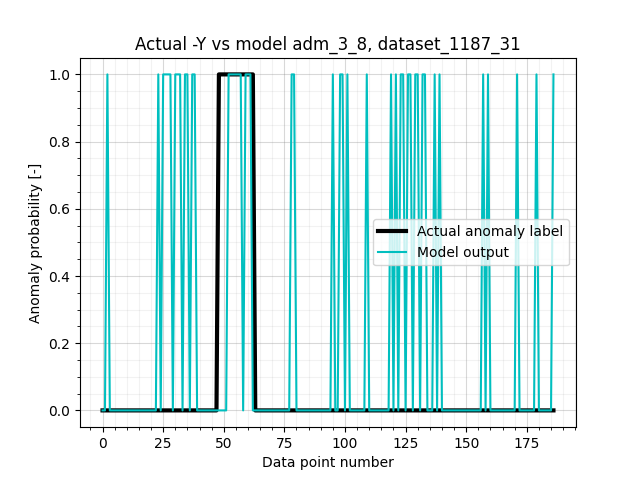 Actual -Y vs model adm_3_8, dataset_1187_31
Anomaly probability [-]
1.0
0.8
0.6
0.4
0.2
0.0
Actual anomaly label
Model output
0 25 50 75 100 125 150 175
Data point number